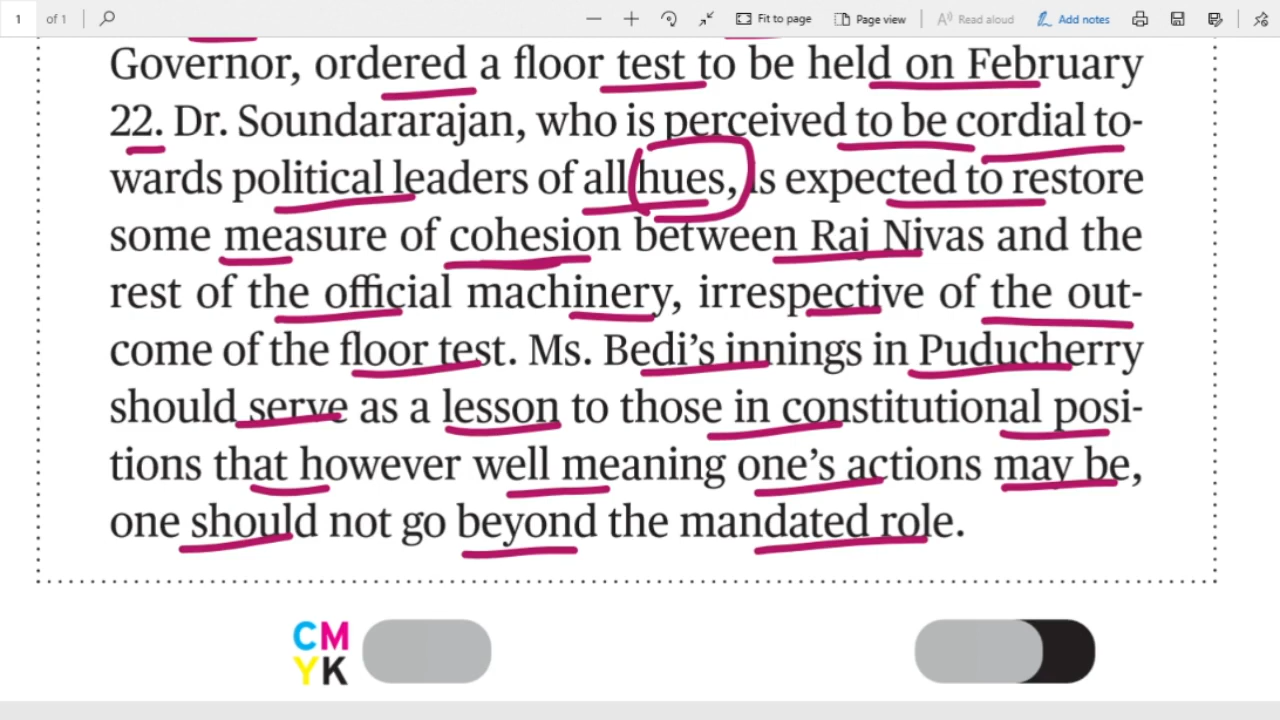 1 of 1 Fit to page Page view Read aloud Add notes
Governor, ordered a floor test to be held on February
22. Dr. Soundararajan, who is perceived to be cordial to-
wards political leaders of all hues, is expected to restore
some measure of cohesion between Raj Nivas and the
rest of the official machinery, irrespective of the out-
come of the floor test. Ms. Bedi’s innings in Puducherry
should serve as a lesson to those in constitutional posi-
tions that however well meaning one’s actions may be,
one should not go beyond the mandated role.
CM
YK